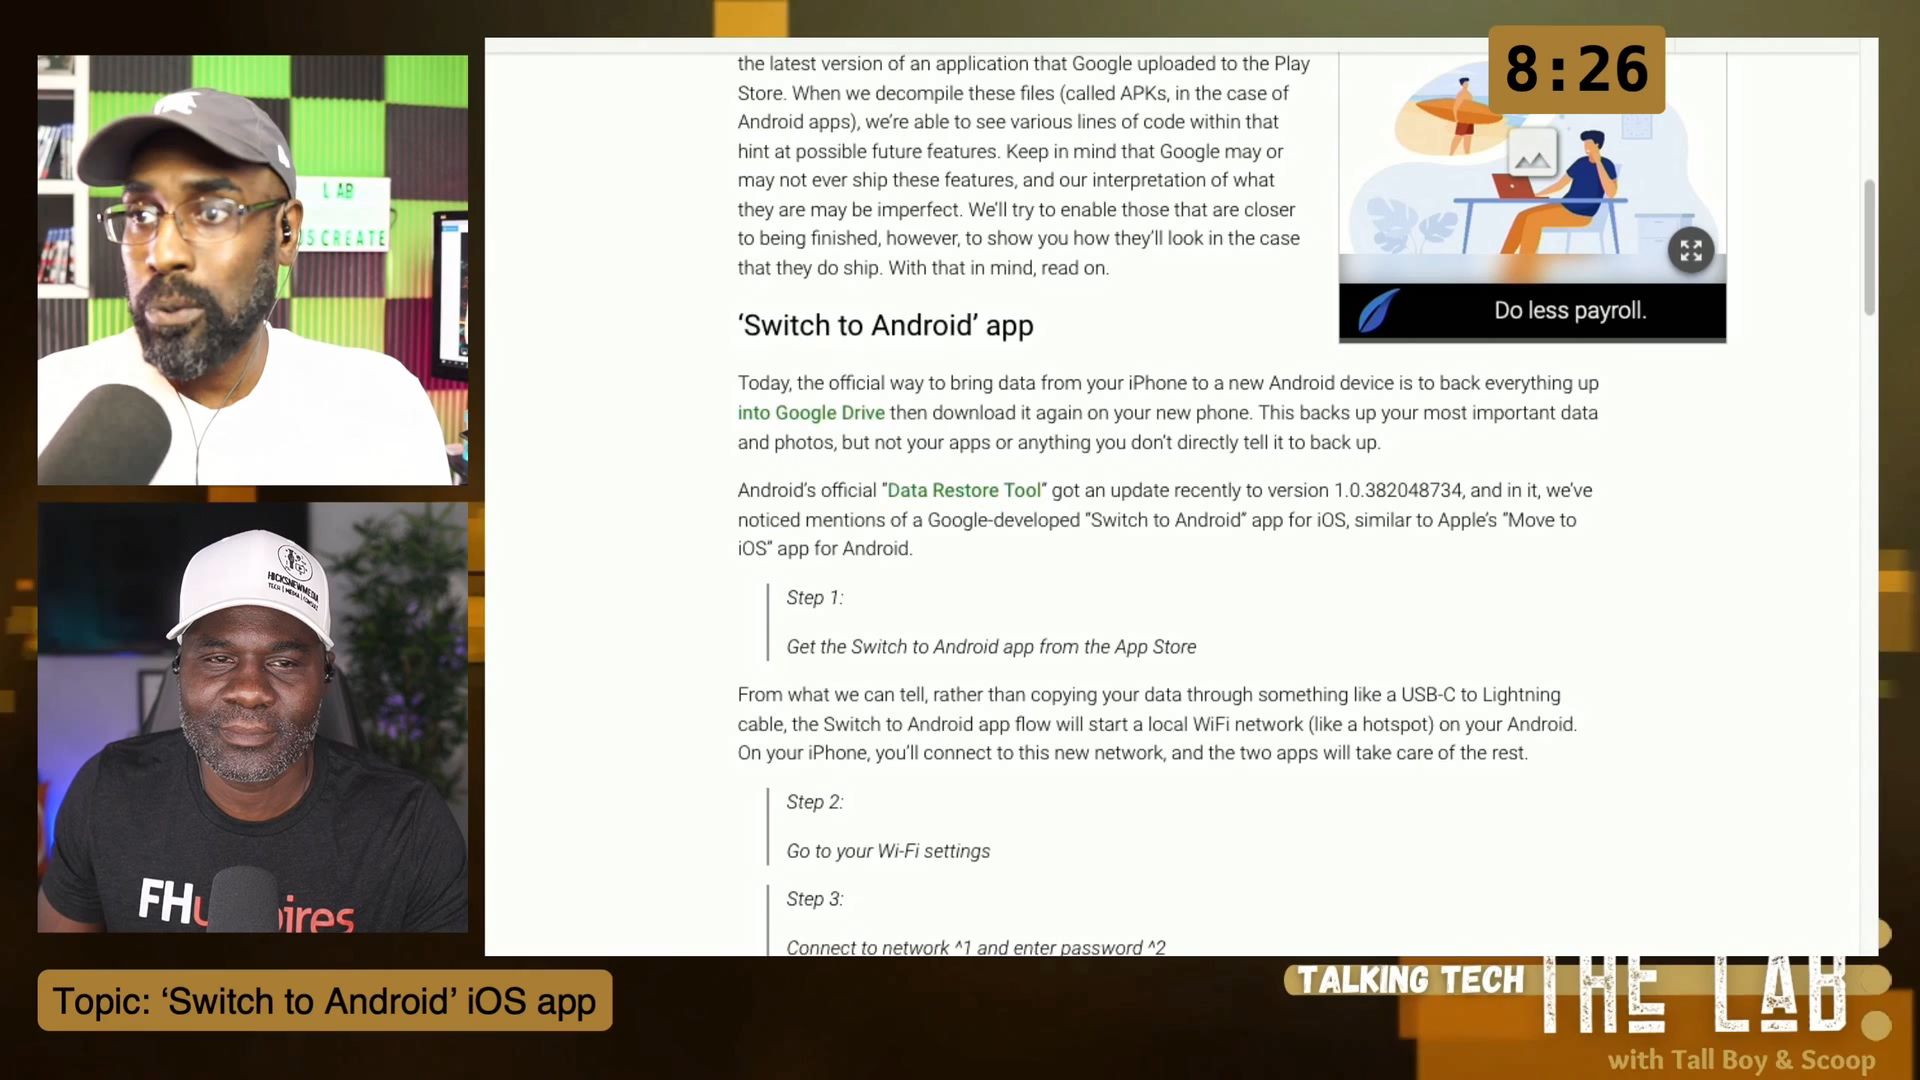 8:26
L AB
DS CREATE
the latest version of an application that Google uploaded to the Play
Store. When we decompile these files (called APKs, in the case of
Android apps), we're able to see various lines of code within that
hint at possible future features. Keep in mind that Google may or
may not ever ship these features, and our interpretation of what
they are may be imperfect. We'll try to enable those that are closer
to being finished, however, to show you how they'll look in the case
that they do ship. With that in mind, read on.
Do less payroll.
‘Switch to Android’ app
Today, the official way to bring data from your iPhone to a new Android device is to back everything up
into Google Drive then download it again on your new phone. This backs up your most important data
and photos, but not your apps or anything you don't directly tell it to back up.
Android's official "Data Restore Tool" got an update recently to version 1.0.382048734, and in it, we've
noticed mentions of a Google-developed “Switch to Android” app for iOS, similar to Apple's “Move to
iOS” app for Android.
Step 1:
Get the Switch to Android app from the App Store
From what we can tell, rather than copying your data through something like a USB-C to Lightning
cable, the Switch to Android app flow will start a local WiFi network (like a hotspot) on your Android.
On your iPhone, you'll connect to this new network, and the two apps will take care of the rest.
Step 2:
Go to your Wi-Fi settings
Step 3:
Connect to network ^1 and enter password ^2
HICKSNEWMEDIA
TECH | MEDIA | CONSULT
FHu ires
Topic: ‘Switch to Android’ iOS app
TALKING TECH
THE LAB
with Tall Boy & Scoop